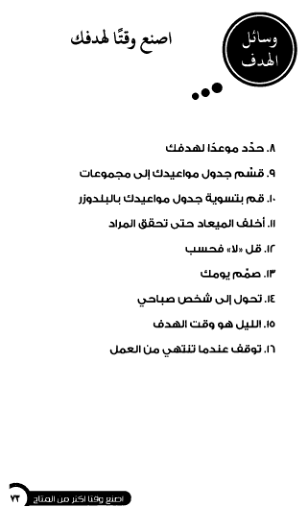 وسائل
الهدف
اصنع وقتًا لهدفك
٨. حدّد موعدًا لهدفك
٩. قسّم جدول مواعيدك إلى مجموعات
١٠. قم بتسوية جدول مواعيدك بالبلدوزر
١١. أخلف الميعاد حتى تحقق المراد
١٢. قل «لا» فحسب
١٣. صمّم يومك
١٤. تحول إلى شخص صباحي
١٥. الليل هو وقت الهدف
١٦. توقف عندما تنتهي من العمل
اصنع وقتا أكثر من المتاح
٧٣